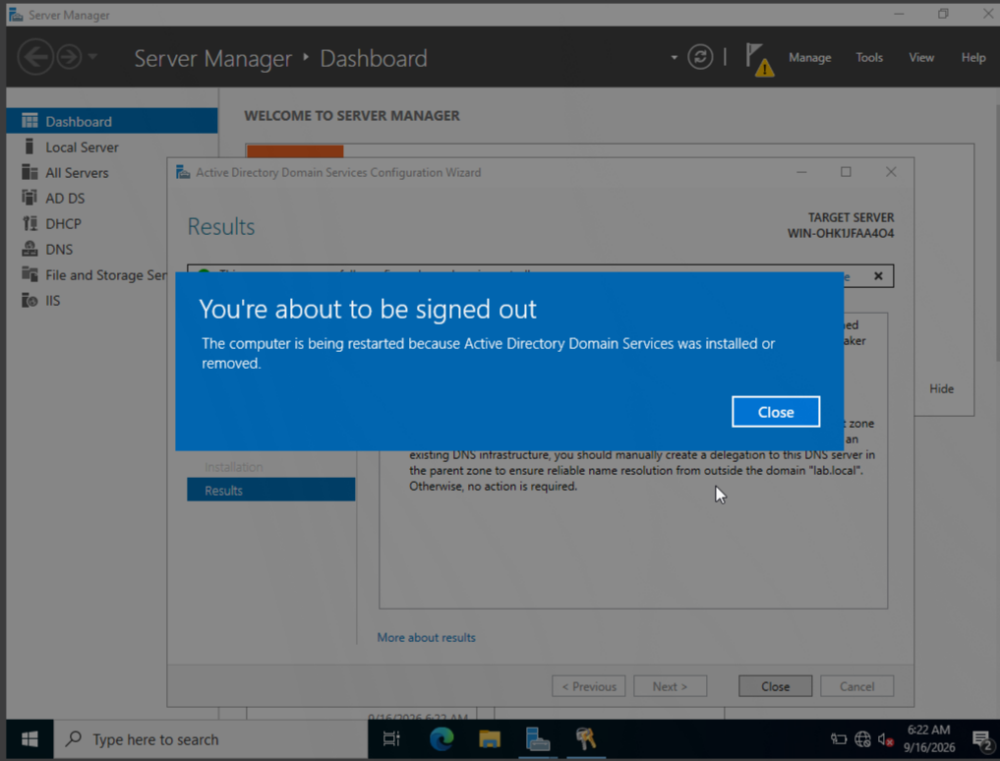 Server Manager
Server Manager ‣ Dashboard
Manage Tools View Help
Dashboard
Local Server
All Servers
AD DS
DHCP
DNS
File and Storage Ser
IIS
WELCOME TO SERVER MANAGER
Active Directory Domain Services Configuration Wizard
Results
TARGET SERVER
WIN-OHK1JFAA4O4
You're about to be signed out
The computer is being restarted because Active Directory Domain Services was installed or
removed.
Close
Hide
zone
an
existing DNS infrastructure, you should manually create a delegation to this DNS server in
the parent zone to ensure reliable name resolution from outside the domain "lab.local".
Otherwise, no action is required.
Installation
Results
More about results
< Previous
Next >
Close
Cancel
9/16/2026 6:22 AM
Type here to search
6:22 AM
9/16/2026
2